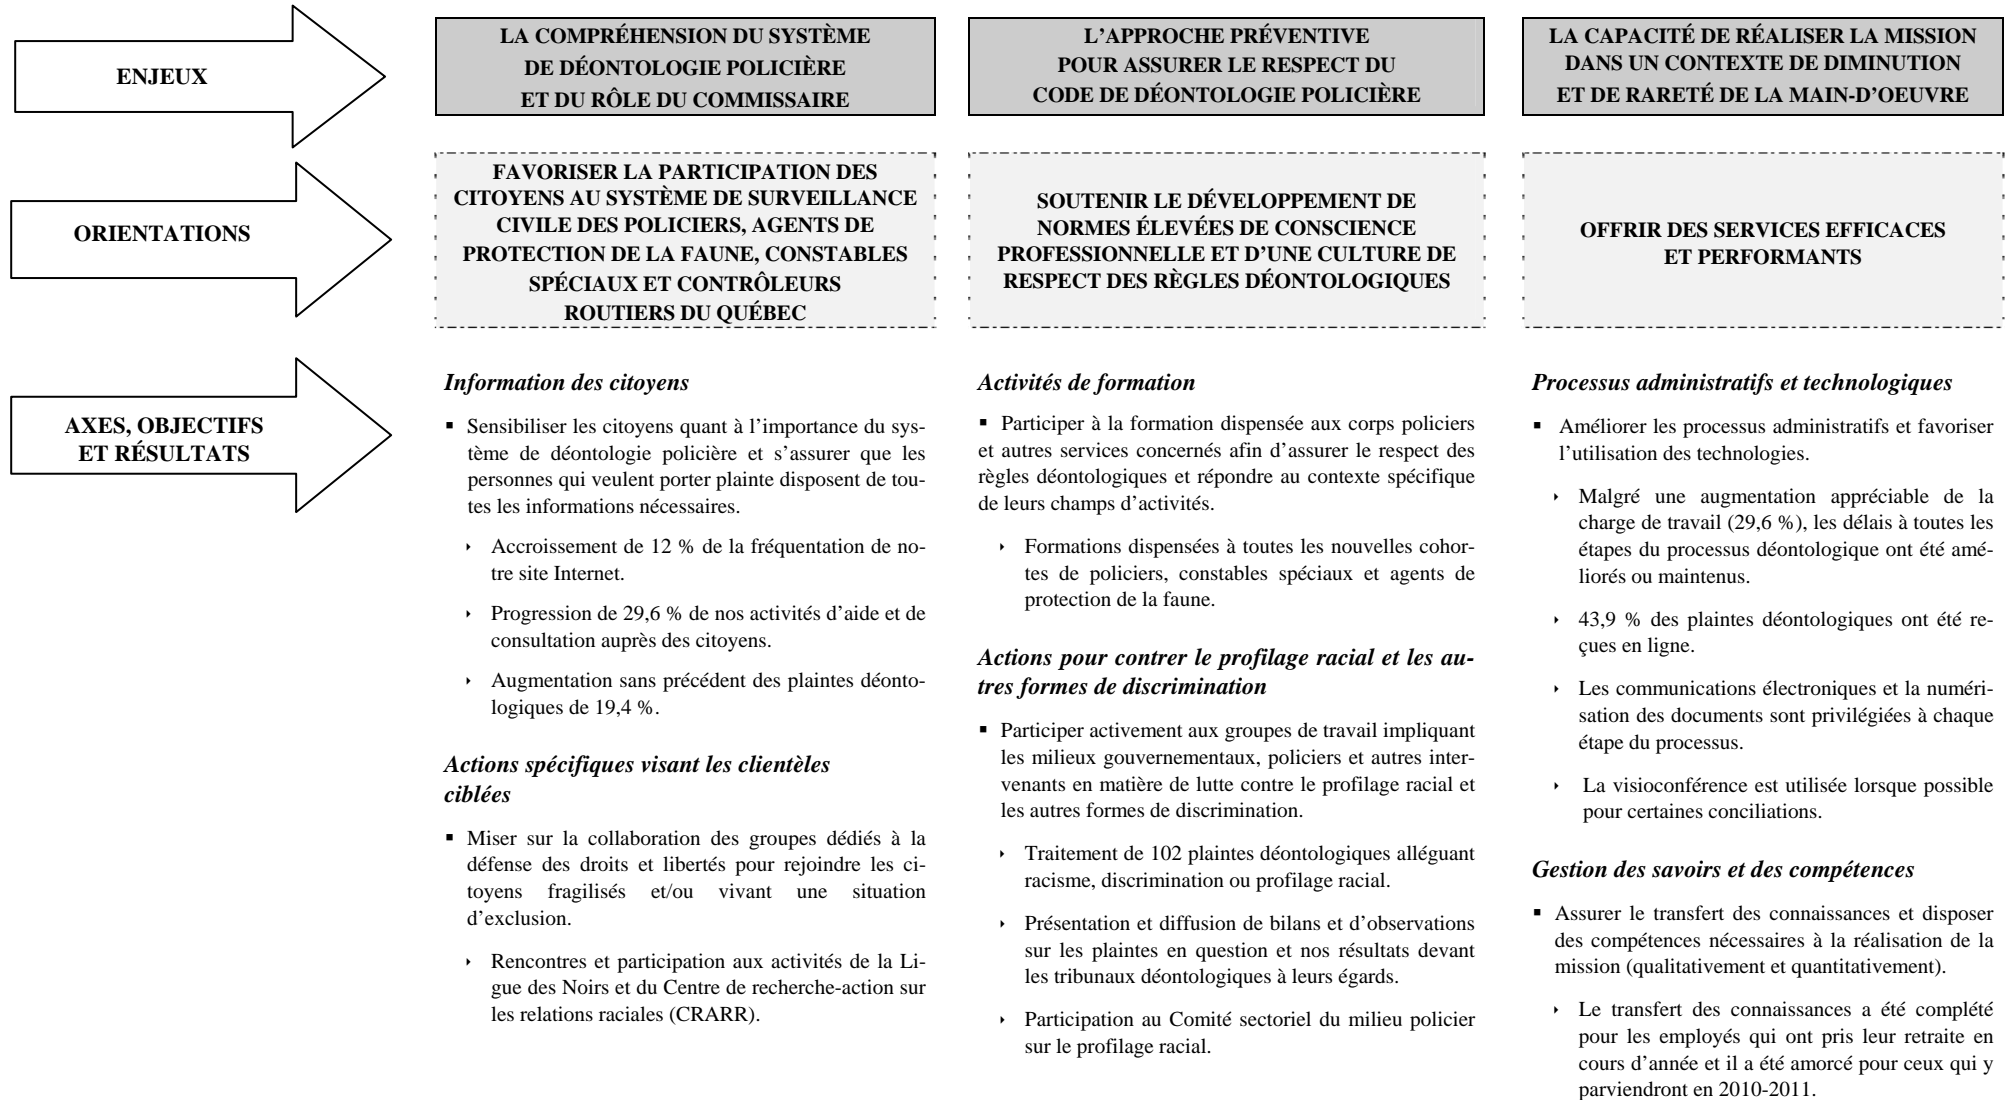 ENJEUX
LA COMPRÉHENSION DU SYSTÈME
DE DÉONTOLOGIE POLICIÈRE
ET DU RÔLE DU COMMISSAIRE
L'APPROCHE PRÉVENTIVE
POUR ASSURER LE RESPECT DU
CODE DE DÉONTOLOGIE POLICIÈRE
LA CAPACITÉ DE RÉALISER LA MISSION
DANS UN CONTEXTE DE DIMINUTION
ET DE RARETÉ DE LA MAIN-D'OEUVRE
ORIENTATIONS
FAVORISER LA PARTICIPATION DES
CITOYENS AU SYSTÈME DE SURVEILLANCE
CIVILE DES POLICIERS, AGENTS DE
PROTECTION DE LA FAUNE, CONSTABLES
SPÉCIAUX ET CONTRÔLEURS
ROUTIERS DU QUÉBEC
SOUTENIR LE DÉVELOPPEMENT DE
NORMES ÉLEVÉES DE CONSCIENCE
PROFESSIONNELLE ET D'UNE CULTURE DE
RESPECT DES RÈGLES DÉONTOLOGIQUES
OFFRIR DES SERVICES EFFICACES
ET PERFORMANTS
AXES, OBJECTIFS
ET RÉSULTATS
Information des citoyens
▪ Sensibiliser les citoyens quant à l'importance du sys-
tème de déontologie policière et s'assurer que les
personnes qui veulent porter plainte disposent de tou-
tes les informations nécessaires.
‣ Accroissement de 12 % de la fréquentation de no-
tre site Internet.
‣ Progression de 29,6 % de nos activités d'aide et de
consultation auprès des citoyens.
‣ Augmentation sans précédent des plaintes déonto-
logiques de 19,4 %.
Actions spécifiques visant les clientèles
ciblées
▪ Miser sur la collaboration des groupes dédiés à la
défense des droits et libertés pour rejoindre les ci-
toyens fragilisés et/ou vivant une situation
d'exclusion.
‣ Rencontres et participation aux activités de la Li-
gue des Noirs et du Centre de recherche-action sur
les relations raciales (CRARR).
Activités de formation
▪ Participer à la formation dispensée aux corps policiers
et autres services concernés afin d'assurer le respect des
règles déontologiques et répondre au contexte spécifique
de leurs champs d'activités.
‣ Formations dispensées à toutes les nouvelles cohor-
tes de policiers, constables spéciaux et agents de
protection de la faune.
Actions pour contrer le profilage racial et les au-
tres formes de discrimination
▪ Participer activement aux groupes de travail impliquant
les milieux gouvernementaux, policiers et autres inter-
venants en matière de lutte contre le profilage racial et
les autres formes de discrimination.
‣ Traitement de 102 plaintes déontologiques alléguant
racisme, discrimination ou profilage racial.
‣ Présentation et diffusion de bilans et d'observations
sur les plaintes en question et nos résultats devant
les tribunaux déontologiques à leurs égards.
‣ Participation au Comité sectoriel du milieu policier
sur le profilage racial.
Processus administratifs et technologiques
▪ Améliorer les processus administratifs et favoriser
l'utilisation des technologies.
‣ Malgré une augmentation appréciable de la
charge de travail (29,6 %), les délais à toutes les
étapes du processus déontologique ont été amé-
liorés ou maintenus.
‣ 43,9 % des plaintes déontologiques ont été re-
çues en ligne.
‣ Les communications électroniques et la numéri-
sation des documents sont privilégiées à chaque
étape du processus.
‣ La visioconférence est utilisée lorsque possible
pour certaines conciliations.
Gestion des savoirs et des compétences
▪ Assurer le transfert des connaissances et disposer
des compétences nécessaires à la réalisation de la
mission (qualitativement et quantitativement).
‣ Le transfert des connaissances a été complété
pour les employés qui ont pris leur retraite en
cours d'année et il a été amorcé pour ceux qui y
parviendront en 2010-2011.